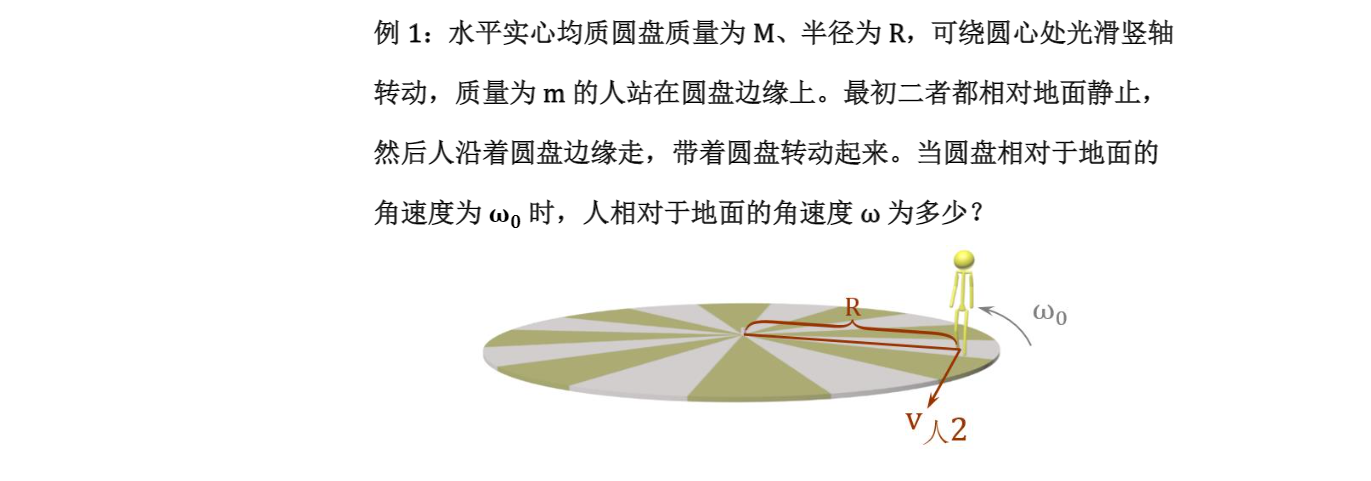 例 1：水平实心均质圆盘质量为 M、半径为 R，可绕圆心处光滑竖轴
转动，质量为 m 的人站在圆盘边缘上。最初二者都相对地面静止，
然后人沿着圆盘边缘走，带着圆盘转动起来。当圆盘相对于地面的
角速度为 ω₀ 时，人相对于地面的角速度 ω 为多少？
R
ω₀
v人2